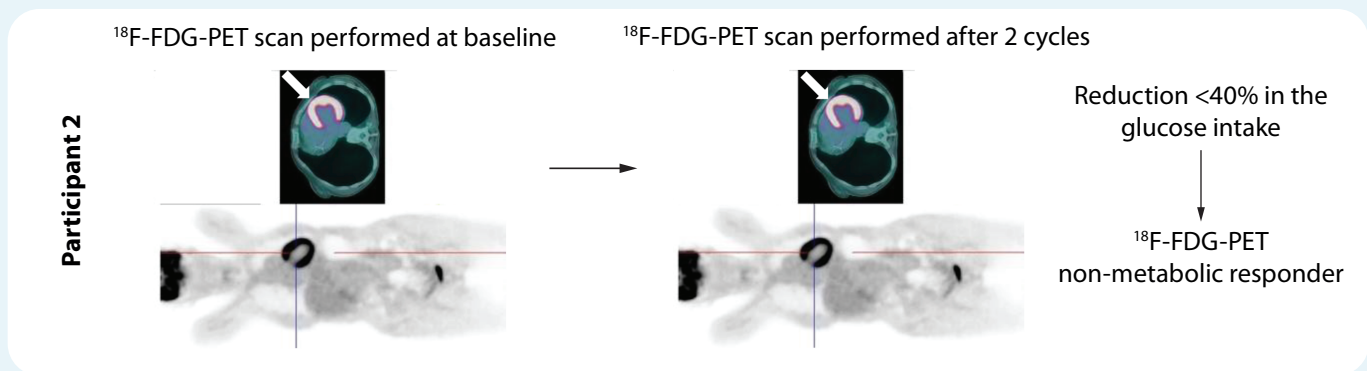 ¹⁸F-FDG-PET scan performed at baseline
¹⁸F-FDG-PET scan performed after 2 cycles
Participant 2
Reduction <40% in the
glucose intake
¹⁸F-FDG-PET
non-metabolic responder